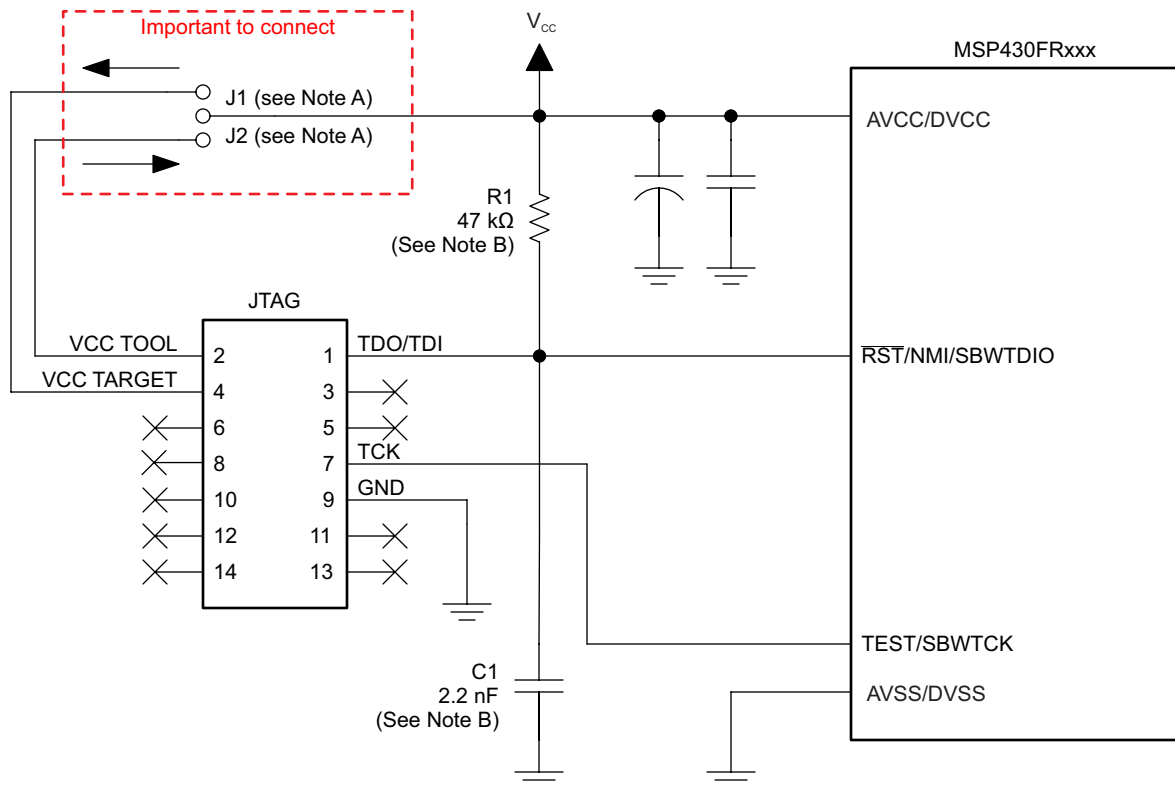 Important to connect
J1 (see Note A)
J2 (see Note A)
VCC
MSP430FRxxx
AVCC/DVCC
R1
47 kΩ
(See Note B)
JTAG
VCC TOOL
2
1
TDO/TDI
RST/NMI/SBWTDIO
VCC TARGET
4
3
6
5
8
7
TCK
10
9
GND
12
11
14
13
TEST/SBWTCK
C1
2.2 nF
(See Note B)
AVSS/DVSS